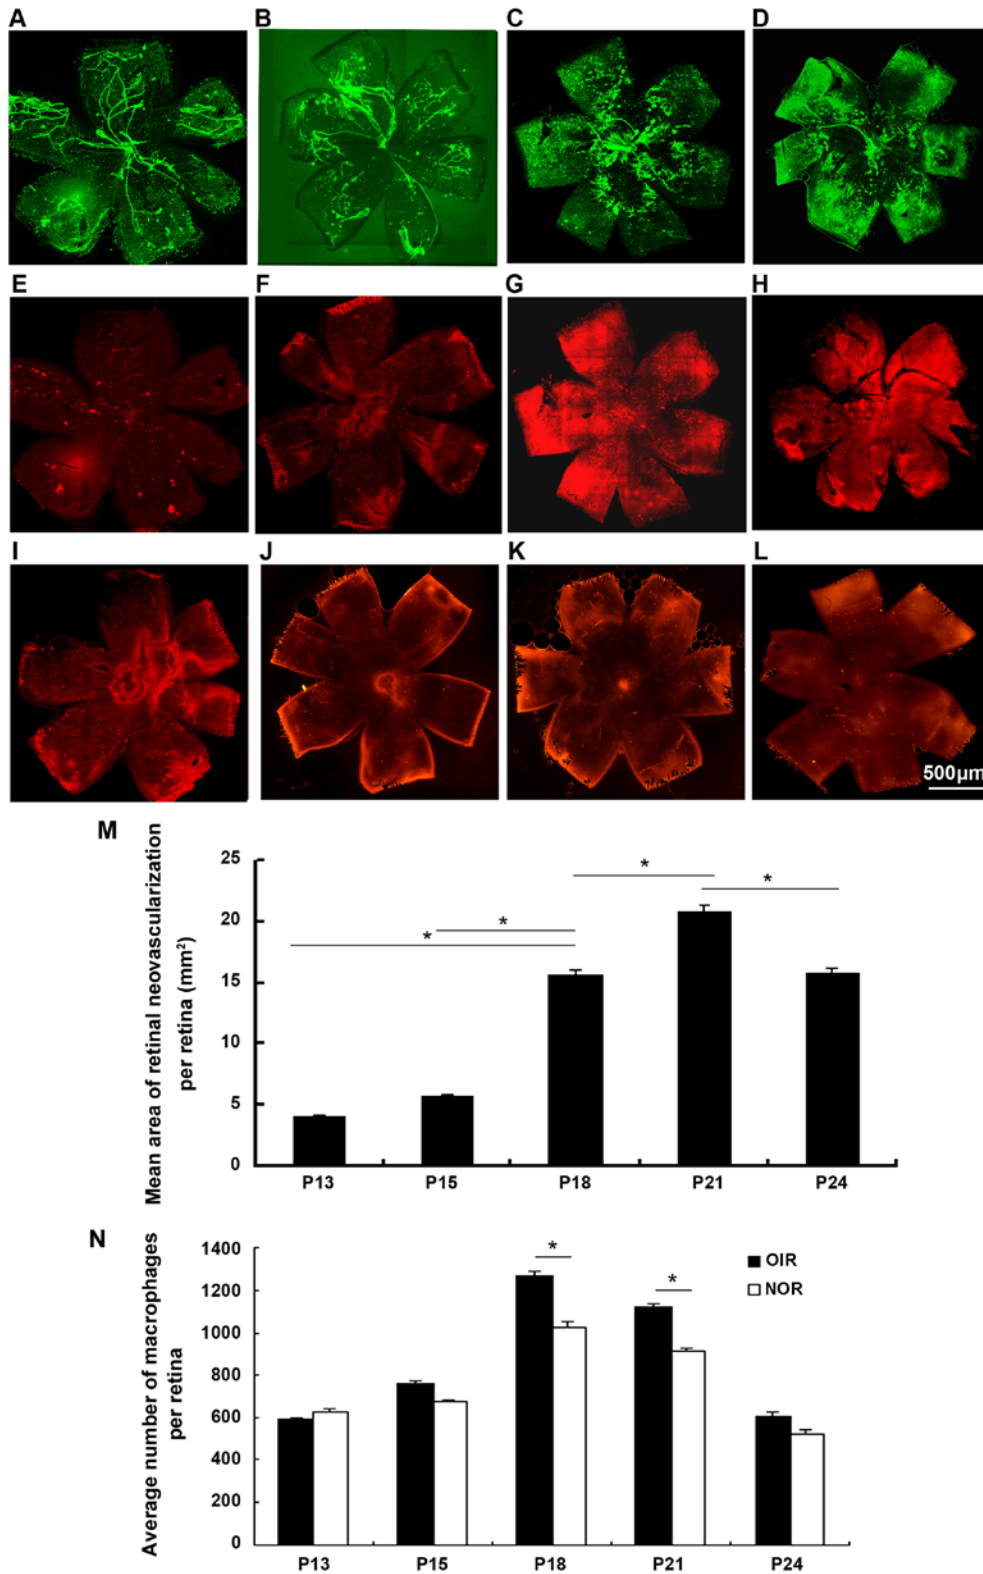 A B C D
E F G H
I J K L
500µm
M
Mean area of retinal neovascularization
per retina (mm²)
25
20
15
10
5
0
* * * *
P13 P15 P18 P21 P24
N
Average number of macrophages
per retina
1400
1200
1000
800
600
400
200
0
* *
OIR
NOR
P13 P15 P18 P21 P24